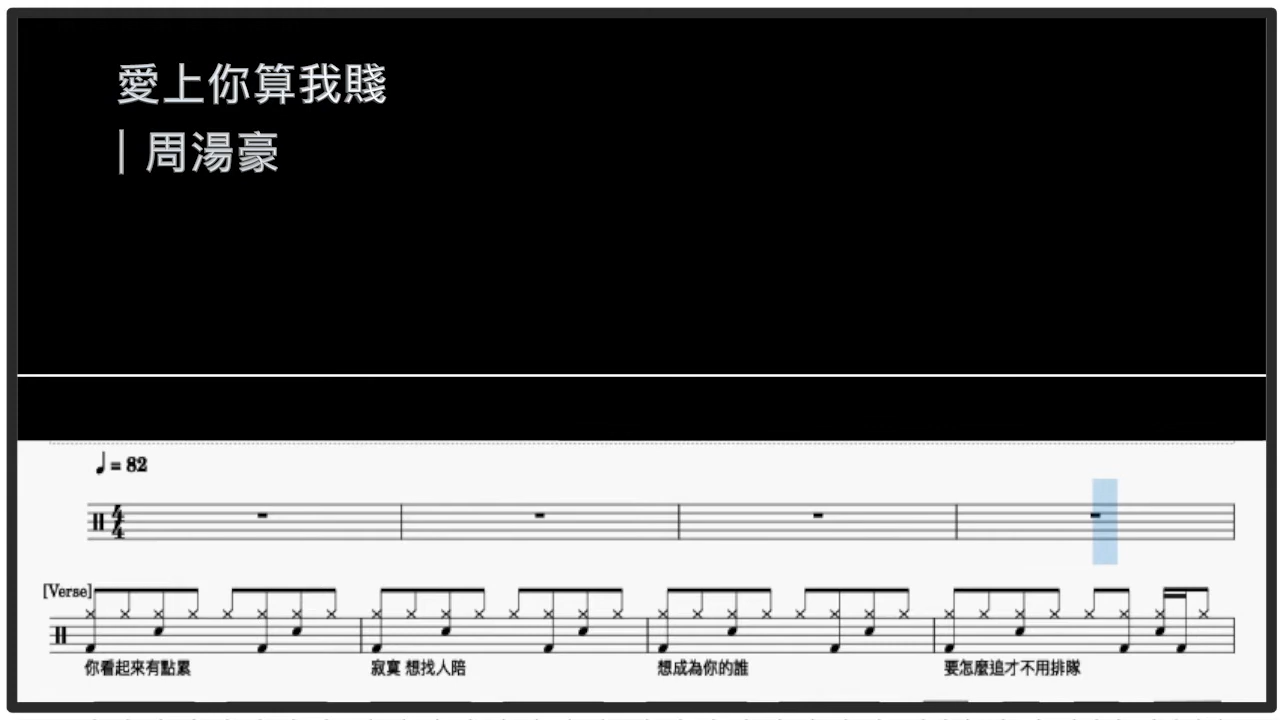 愛上你算我賤
| 周湯豪
♩ = 82
4
4
[Verse]
你看起來有點累
寂寞 想找人陪
想成為你的誰
要怎麼追才不用排隊